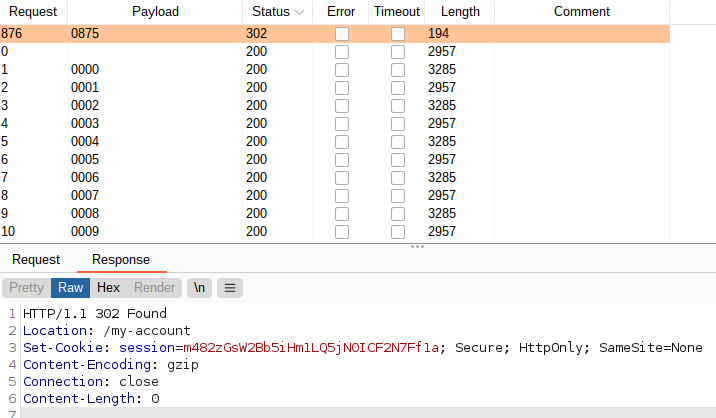 Request Payload Status Error Timeout Length Comment
876 0875 302 194
0 200 2957
1 0000 200 3285
2 0001 200 2957
3 0002 200 3285
4 0003 200 2957
5 0004 200 3285
6 0005 200 2957
7 0006 200 3285
8 0007 200 2957
9 0008 200 3285
10 0009 200 2957
Request Response
Pretty Raw Hex Render \n
1 HTTP/1.1 302 Found
2 Location: /my-account
3 Set-Cookie: session=m482zGsW2Bb5iHm1LQ5jN0ICF2N7Ff1a; Secure; HttpOnly; SameSite=None
4 Content-Encoding: gzip
5 Connection: close
6 Content-Length: 0
7